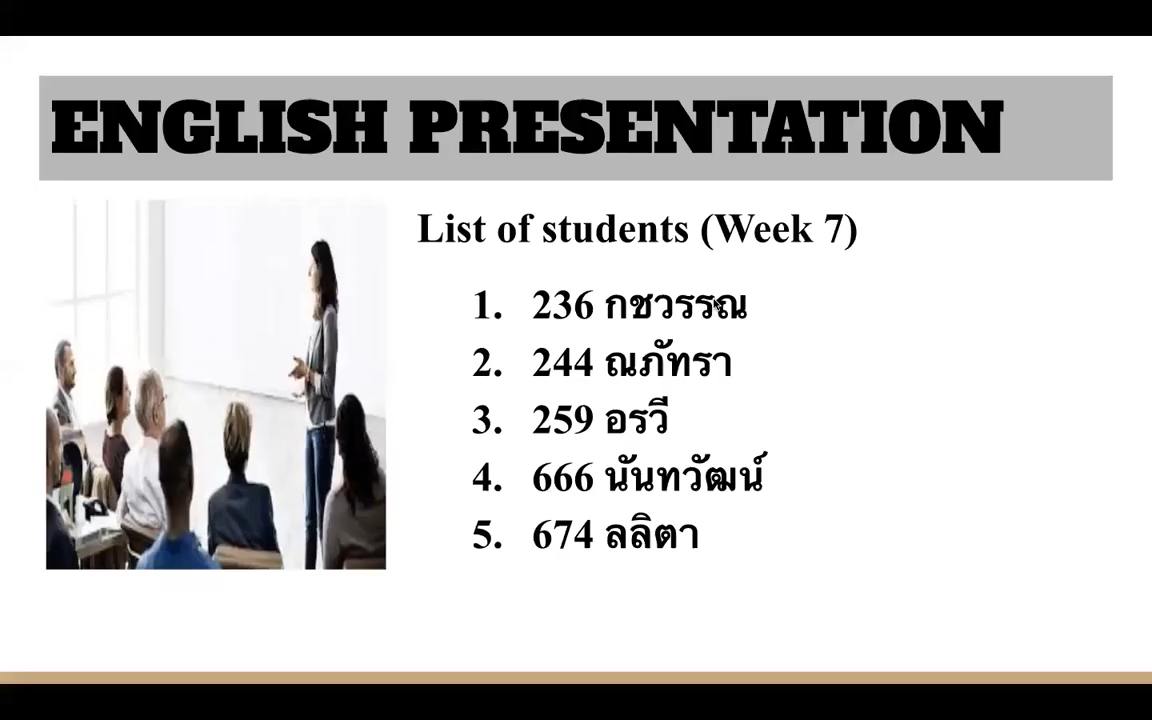 ENGLISH PRESENTATION
List of students (Week 7)
1. 236 กชวรรณ
2. 244 ณภัทรา
3. 259 อรวี
4. 666 นันทวัฒน์
5. 674 ลลิตา